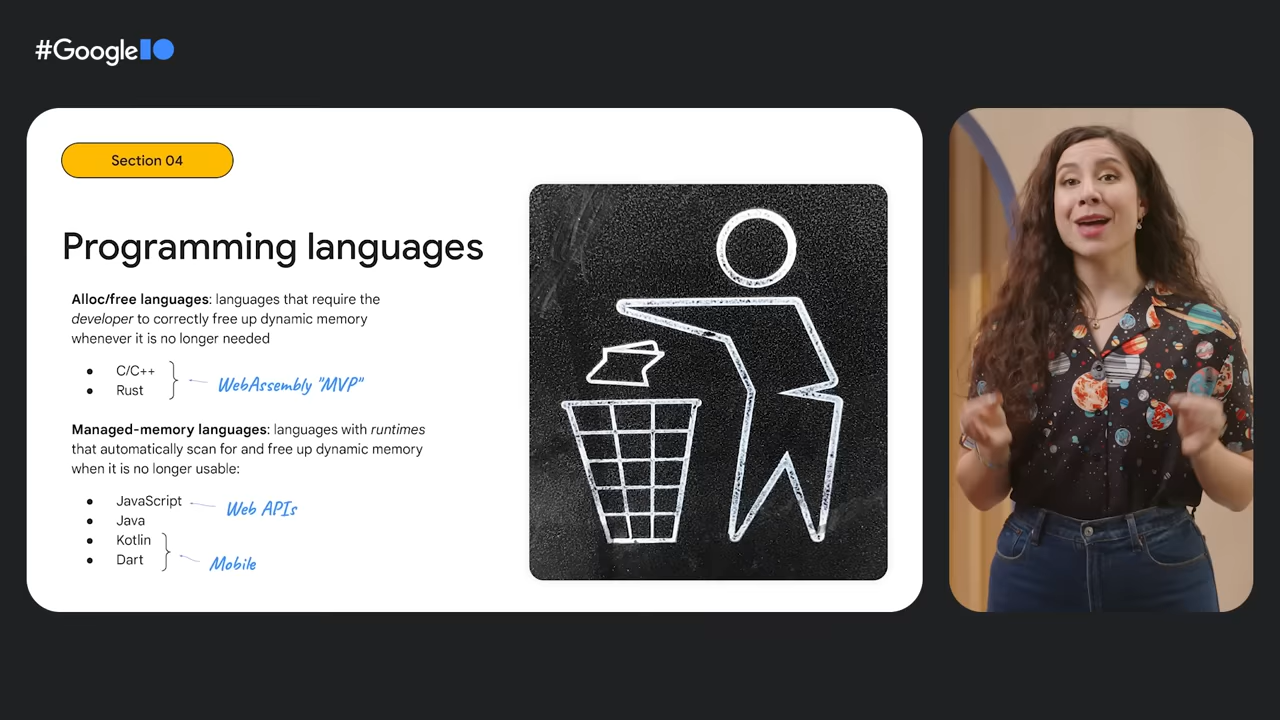 #Google
Section 04
Programming languages
Alloc/free languages: languages that require the
developer to correctly free up dynamic memory
whenever it is no longer needed
● C/C++
● Rust
WebAssembly "MVP"
Managed-memory languages: languages with runtimes
that automatically scan for and free up dynamic memory
when it is no longer usable:
● JavaScript
Web APIs
● Java
● Kotlin
● Dart
Mobile